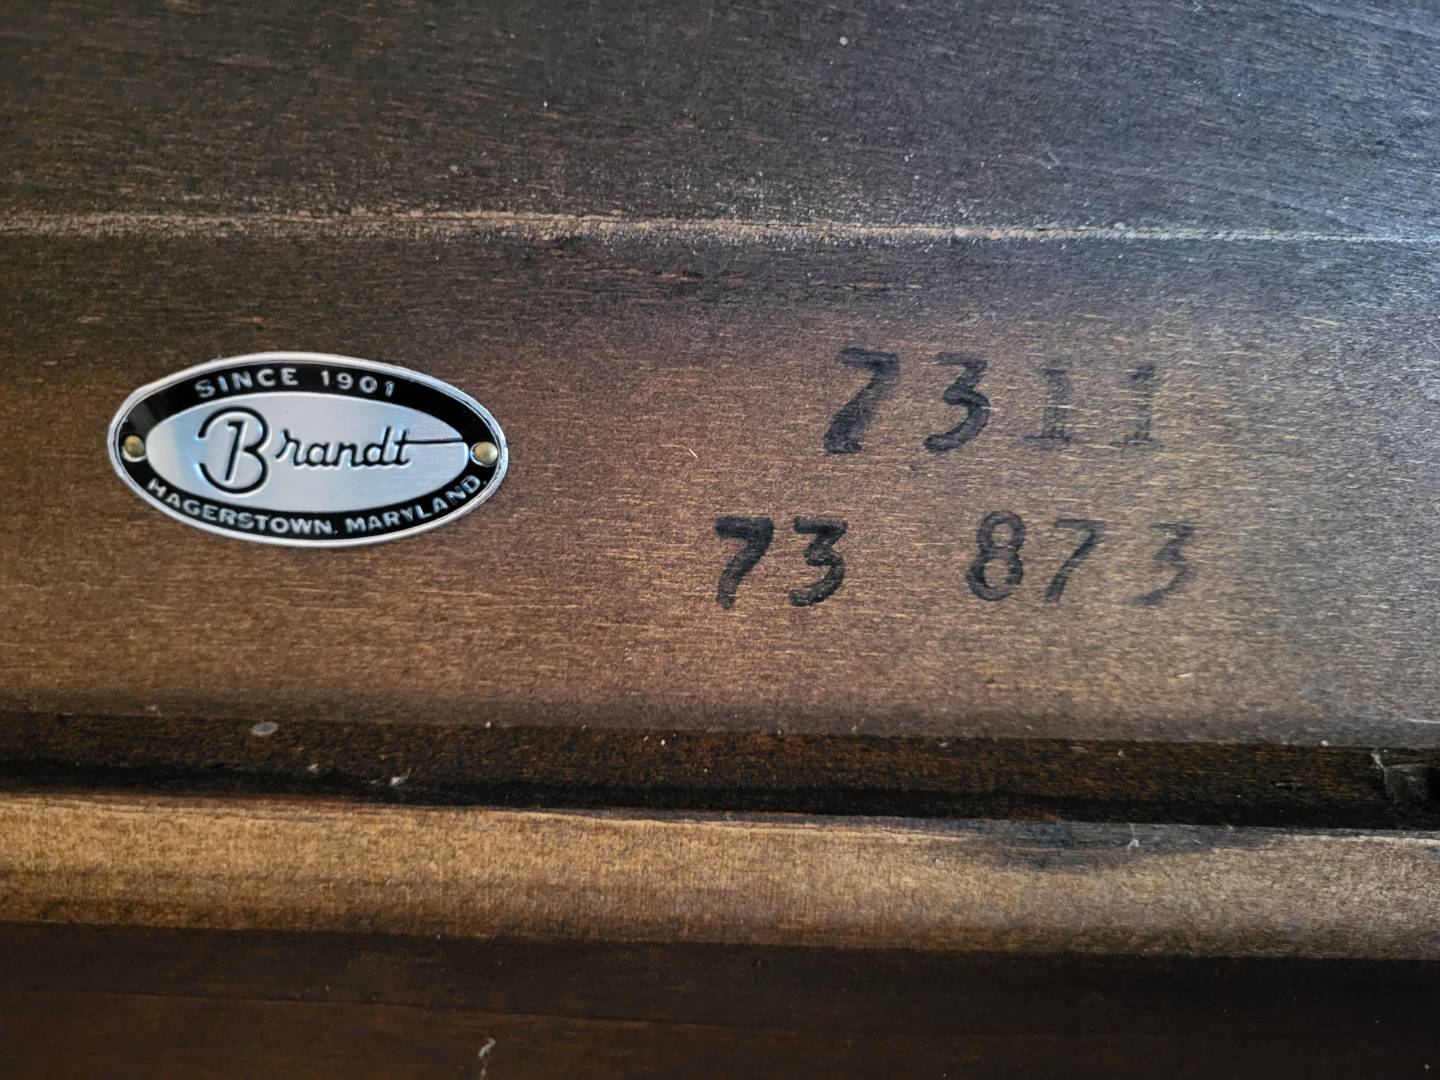 SINCE 1901
Brandt
HAGERSTOWN, MARYLAND.
7311
73 873